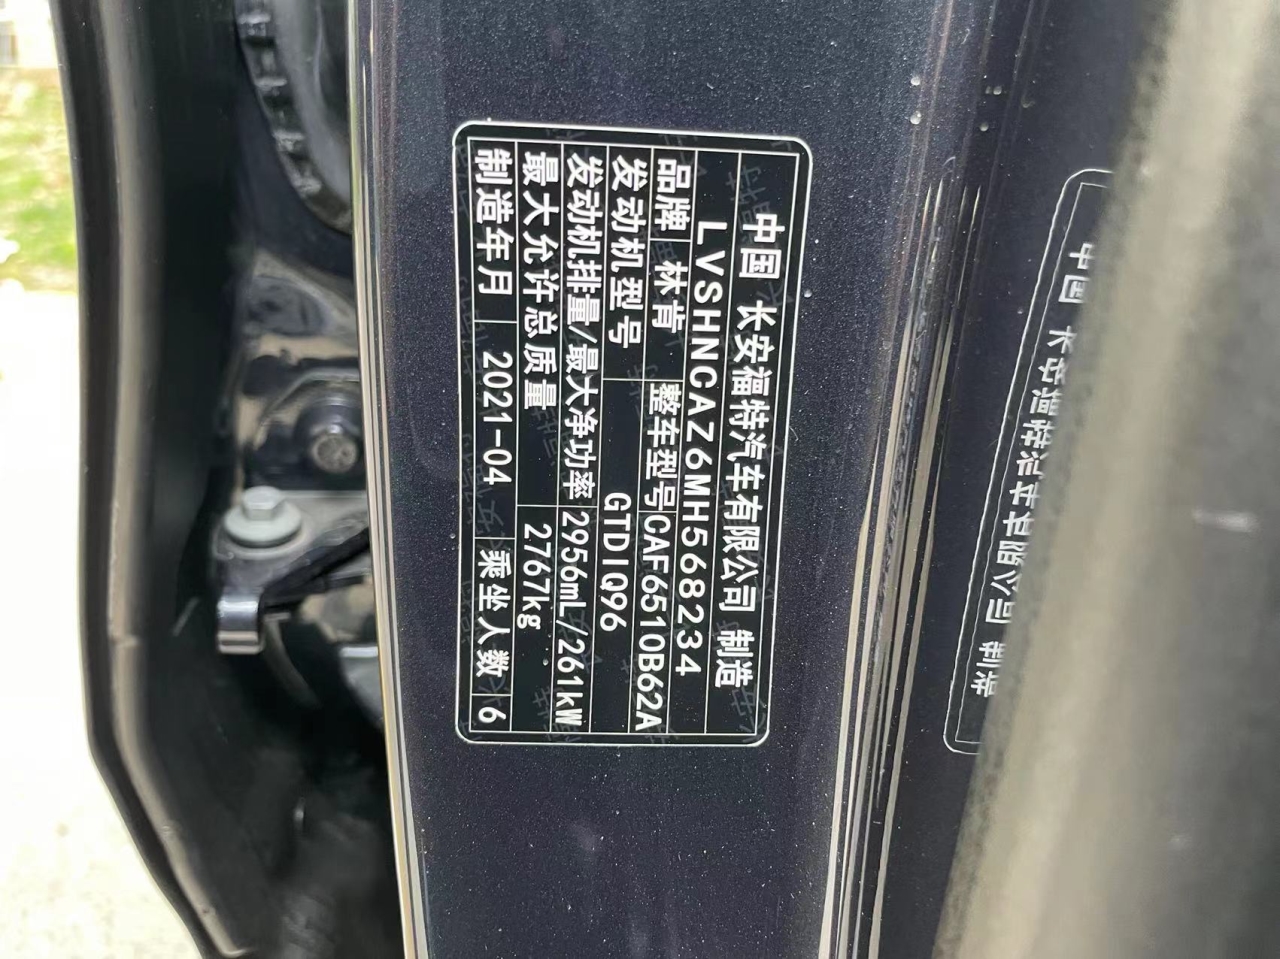 中国 长安福特汽车有限公司 制造
LVSHNCAZ6MH568234
品牌 林肯 整车型号 CAF6510B62A
发动机型号 GTDIQ96
发动机排量/最大净功率 2956mL/261kW
最大允许总质量 2767kg
制造年月 2021-04 乘坐人数 6